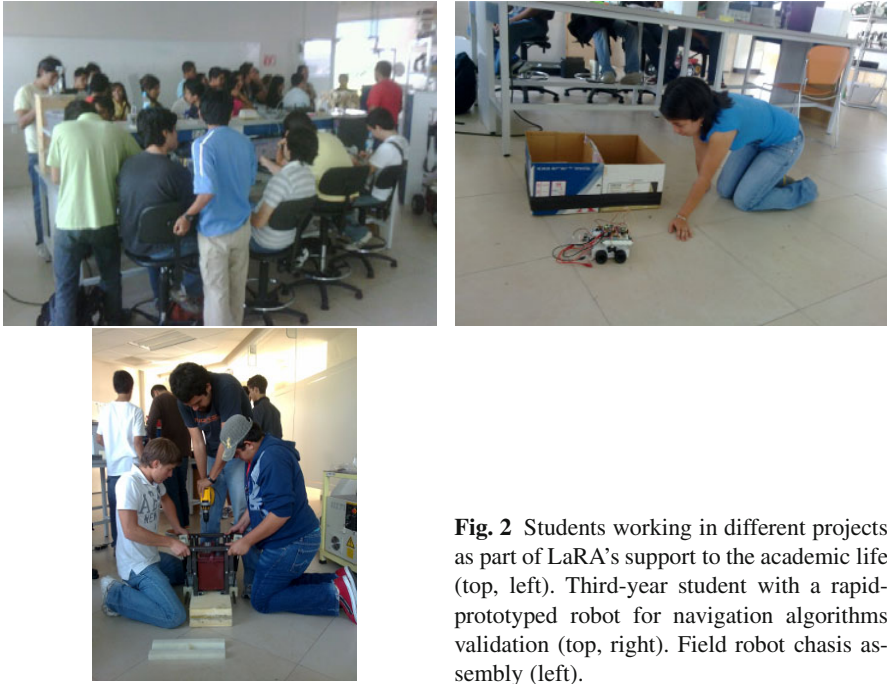 Fig. 2 Students working in different projects
as part of LaRA's support to the academic life
(top, left). Third-year student with a rapid-
prototyped robot for navigation algorithms
validation (top, right). Field robot chasis as-
sembly (left).